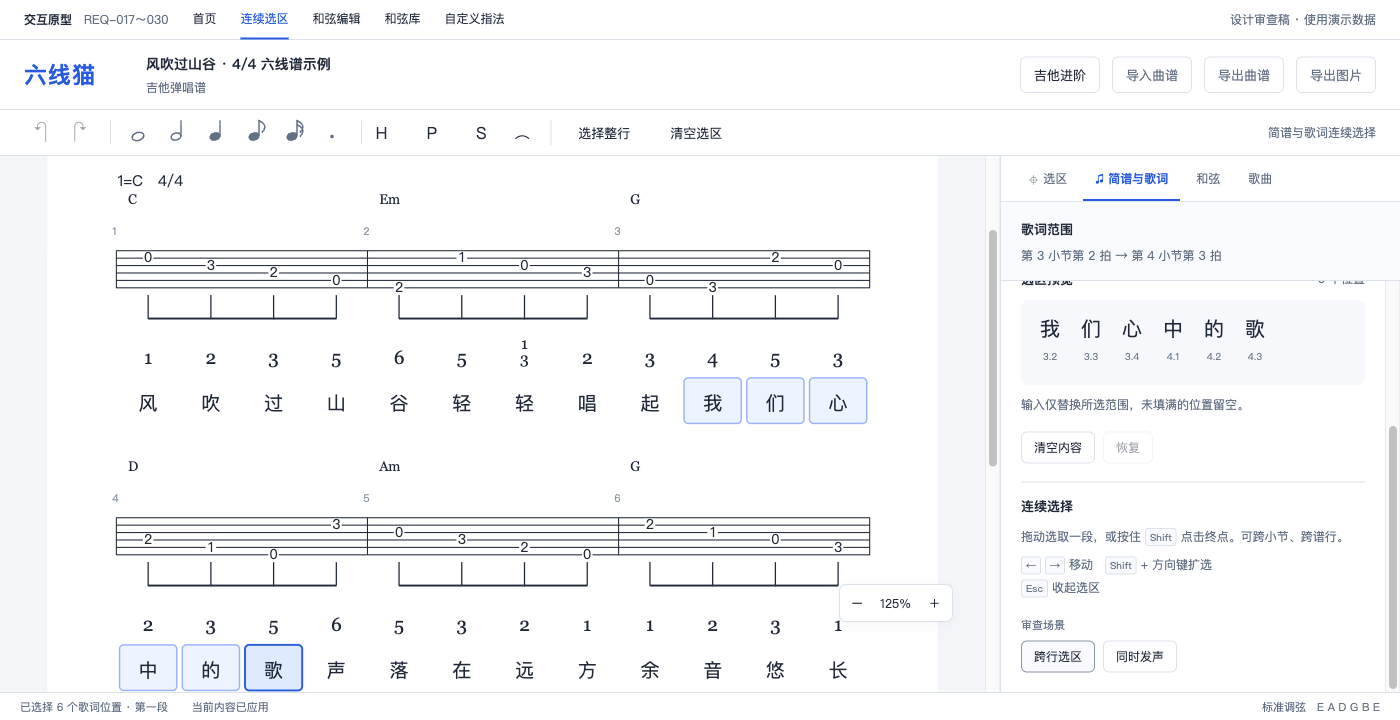 交互原型 REQ-017～030 首页 连续选区 和弦编辑 和弦库 自定义指法 设计审查稿 · 使用演示数据
六线猫
风吹过山谷 · 4/4 六线谱示例
吉他弹唱谱
吉他进阶 导入曲谱 导出曲谱 导出图片
H P S 选择整行 清空选区 简谱与歌词连续选择
1=C 4/4
C Em G
1 2 3
0 3 2 0 2 1 0 3 0 3 2 0
1 2 3 5 6 5 1 3 2 3 4 5 3
风 吹 过 山 谷 轻 轻 唱 起 我 们 心
D Am G
4 5 6
2 1 0 3 0 3 2 0 2 1 0 3
2 3 5 6 5 3 2 1 1 2 3 1
中 的 歌 声 落 在 远 方 余 音 悠 长
− 125% +
选区 简谱与歌词 和弦 歌曲
歌词范围
第 3 小节第 2 拍 → 第 4 小节第 3 拍
我 们 心 中 的 歌
3.2 3.3 3.4 4.1 4.2 4.3
输入仅替换所选范围，未填满的位置留空。
清空内容 恢复
连续选择
拖动选取一段，或按住 Shift 点击终点。可跨小节、跨谱行。
← → 移动 Shift + 方向键扩选
Esc 收起选区
审查场景
跨行选区 同时发声
已选择 6 个歌词位置 · 第一段 当前内容已应用 标准调弦 E A D G B E